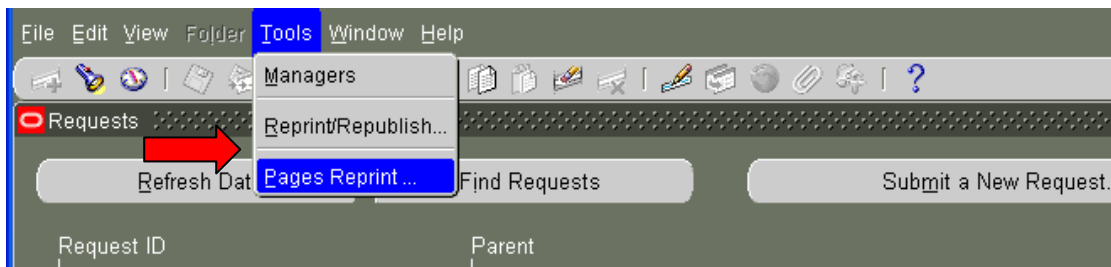 File Edit View Folder Tools Window Help
Managers
?
Requests
Reprint/Republish...
Refresh Dat
Pages Reprint ...
Find Requests
Submit a New Request.
Request ID
Parent